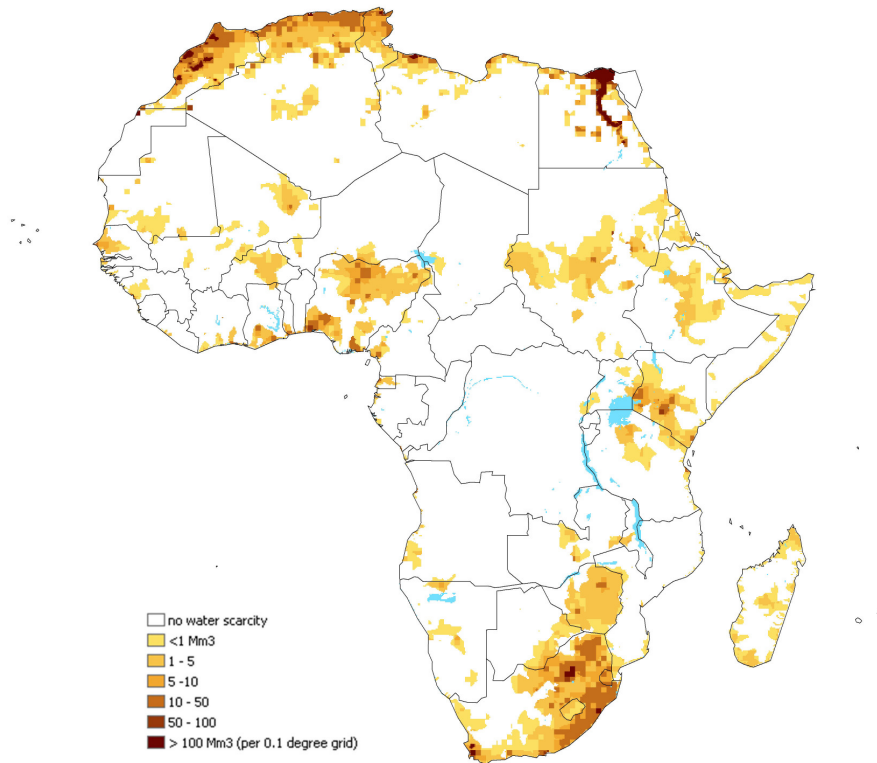 no water scarcity
<1 Mm3
1 - 5
5 -10
10 - 50
50 - 100
> 100 Mm3 (per 0.1 degree grid)